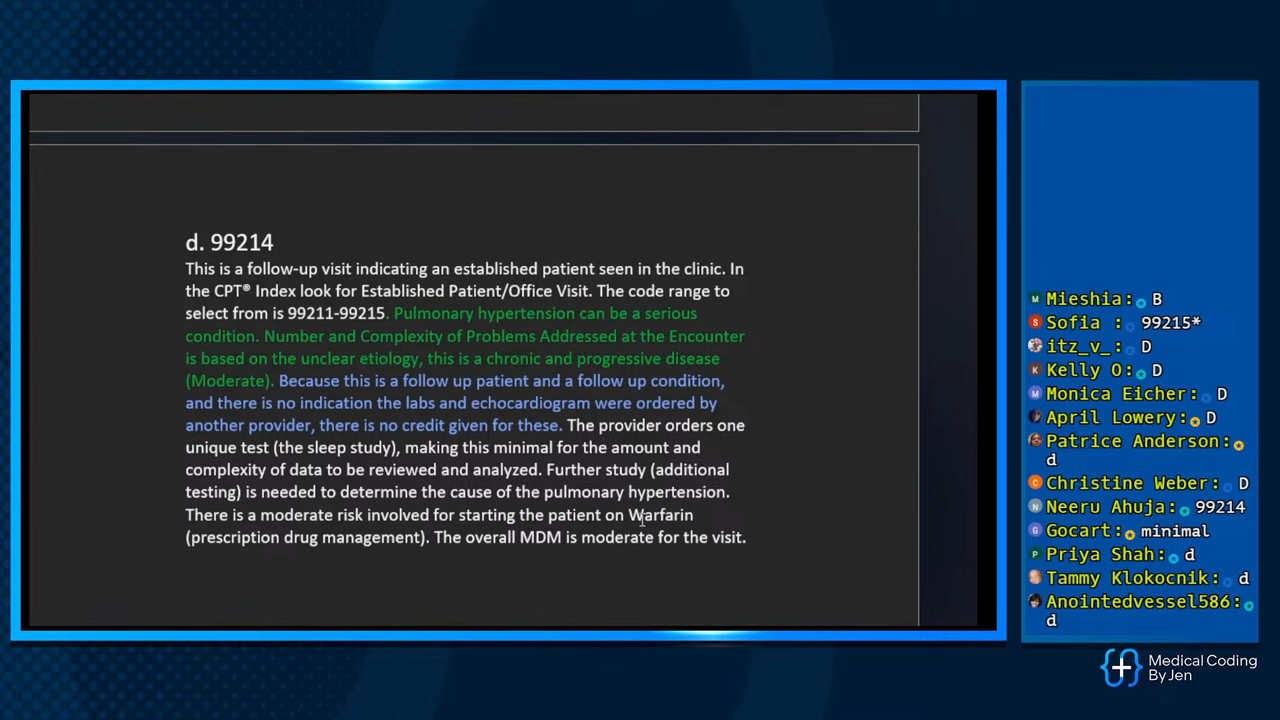 d. 99214
This is a follow-up visit indicating an established patient seen in the clinic. In
the CPT® Index look for Established Patient/Office Visit. The code range to
select from is 99211-99215. Pulmonary hypertension can be a serious
condition. Number and Complexity of Problems Addressed at the Encounter
is based on the unclear etiology, this is a chronic and progressive disease
(Moderate). Because this is a follow up patient and a follow up condition,
and there is no indication the labs and echocardiogram were ordered by
another provider, there is no credit given for these. The provider orders one
unique test (the sleep study), making this minimal for the amount and
complexity of data to be reviewed and analyzed. Further study (additional
testing) is needed to determine the cause of the pulmonary hypertension.
There is a moderate risk involved for starting the patient on Warfarin
(prescription drug management). The overall MDM is moderate for the visit.
M Mieshia: B
S Sofia : 99215*
itz_v_: D
K Kelly O: D
M Monica Eicher: D
April Lowery: D
Patrice Anderson:
d
C Christine Weber: D
N Neeru Ahuja: 99214
G Gocart: minimal
P Priya Shah: d
Tammy Klokocnik: d
Anointedvessel586:
d
Medical Coding
By Jen